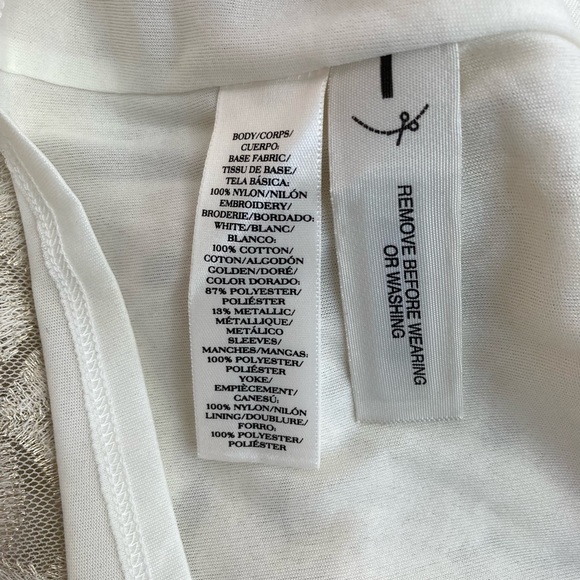 BODY/CORPS/
CUERPO:
BASE FABRIC/
TISSU DE BASE/
TELA BÁSICA:
100% NYLON/NILÓN
EMBROIDERY/
BRODERIE/BORDADO:
WHITE/BLANC/
BLANCO:
100% COTTON/
COTON/ALGODÓN
GOLDEN/DORÉ/
COLOR DORADO:
87% POLYESTER/
POLIÉSTER
13% METALLIC/
MÉTALLIQUE/
METÁLICO
SLEEVES/
MANCHES/MANGAS:
100% POLYESTER/
POLIÉSTER
YOKE/
EMPIÈCEMENT/
CANESÚ:
100% NYLON/NILÓN
LINING/DOUBLURE/
FORRO:
100% POLYESTER/
POLIÉSTER
REMOVE BEFORE WEARING
OR WASHING